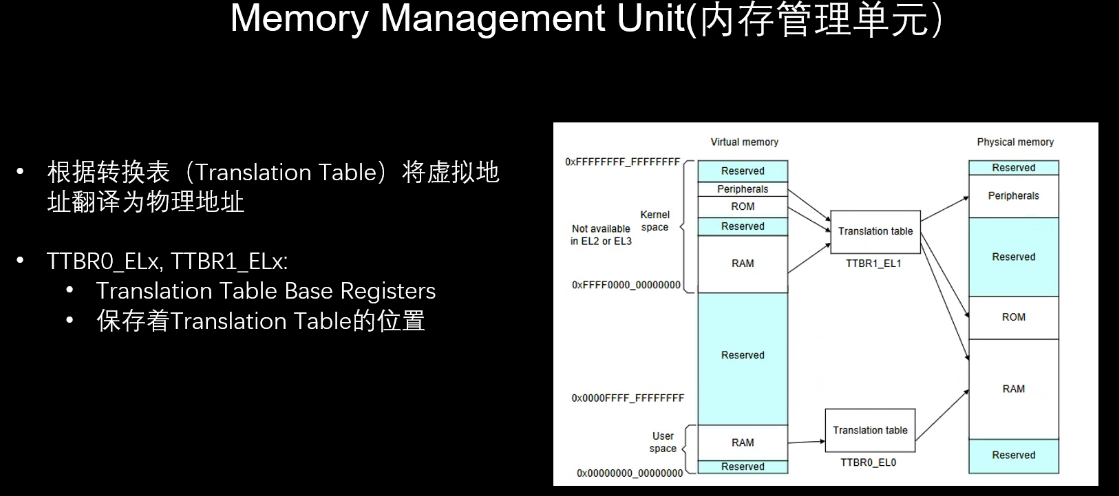 Memory Management Unit(内存管理单元）
• 根据转换表（Translation Table）将虚拟地
址翻译为物理地址
• TTBR0_ELx, TTBR1_ELx:
• Translation Table Base Registers
• 保存着Translation Table的位置
Virtual memory
Physical memory
0xFFFFFFFF_FFFFFFFF
Reserved
Peripherals
ROM
Reserved
RAM
Kernel
space
Not available
in EL2 or EL3
0xFFFF0000_00000000
Reserved
0x0000FFFF_FFFFFFFF
User
space
RAM
Reserved
0x00000000_00000000
Translation table
TTBR1_EL1
Translation table
TTBR0_EL0
Reserved
Peripherals
Reserved
ROM
RAM
Reserved